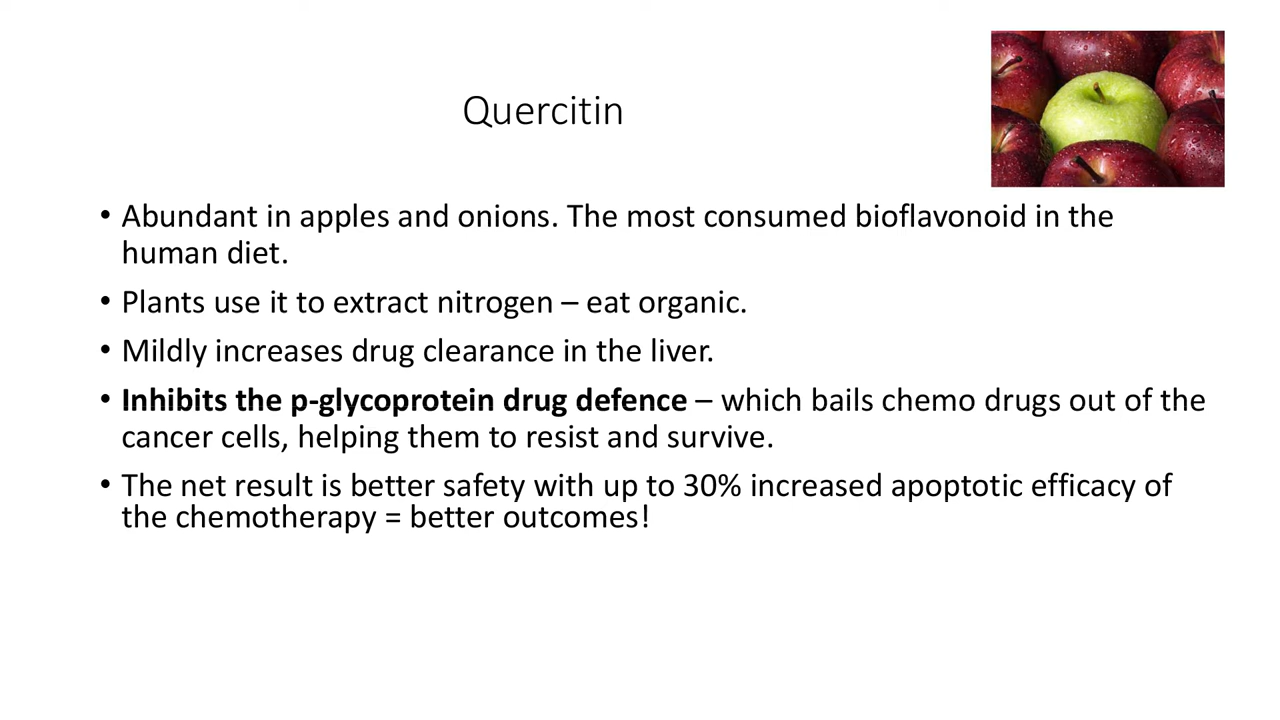 Quercitin
• Abundant in apples and onions. The most consumed bioflavonoid in the
human diet.
• Plants use it to extract nitrogen – eat organic.
• Mildly increases drug clearance in the liver.
• Inhibits the p-glycoprotein drug defence – which bails chemo drugs out of the
cancer cells, helping them to resist and survive.
• The net result is better safety with up to 30% increased apoptotic efficacy of
the chemotherapy = better outcomes!